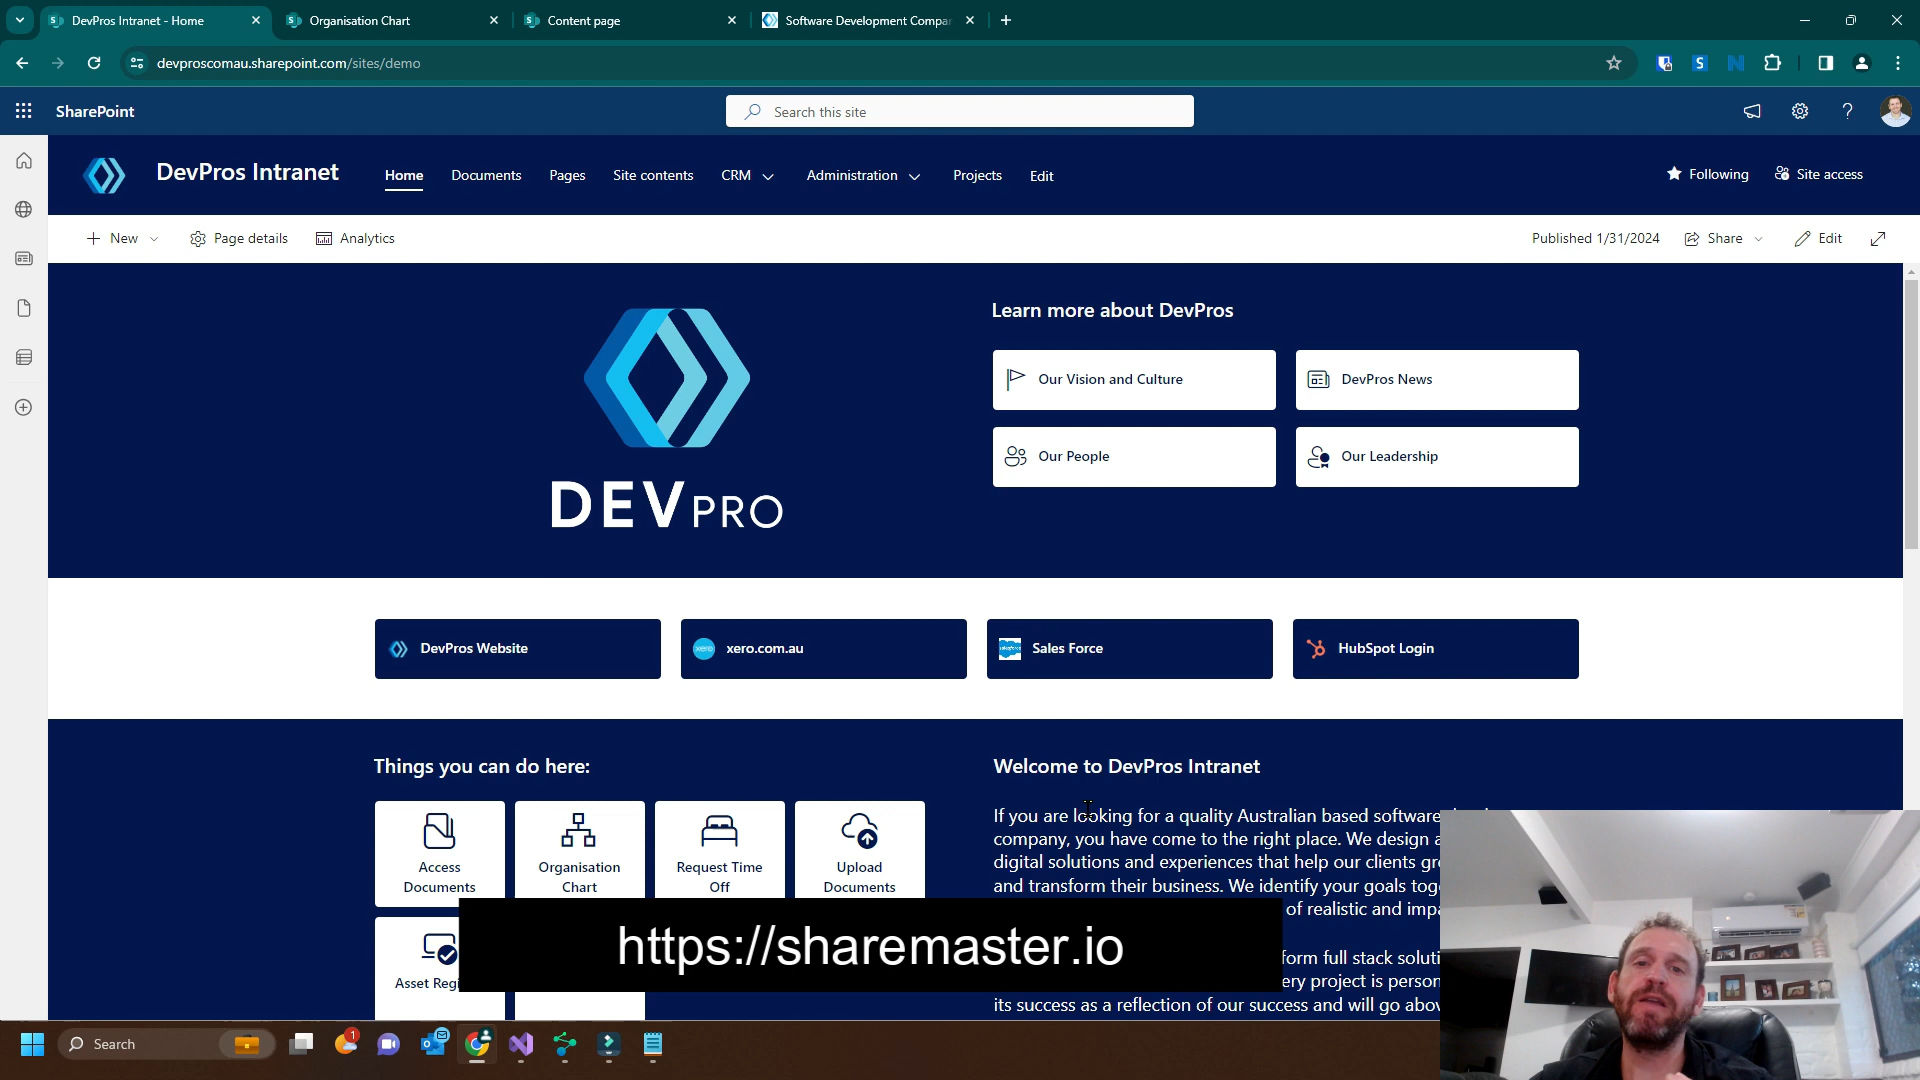 DevPros Intranet - Home
Organisation Chart
Content page
Software Development Compa
devproscomau.sharepoint.com/sites/demo
SharePoint
Search this site
DevPros Intranet
Home
Documents
Pages
Site contents
CRM
Administration
Projects
Edit
Following
Site access
New
Page details
Analytics
Published 1/31/2024
Share
Edit
DEVPRO
Learn more about DevPros
Our Vision and Culture
DevPros News
Our People
Our Leadership
DevPros Website
xero
xero.com.au
salesforce
Sales Force
HubSpot Login
Things you can do here:
Access
Documents
Organisation
Chart
Request Time
Off
Upload
Documents
Asset Regi
Welcome to DevPros Intranet
If you are looking for a quality Australian based software
company, you have come to the right place. We design a
digital solutions and experiences that help our clients gr
and transform their business. We identify your goals tog
of realistic and impa
form full stack soluti
ery project is person
its success as a reflection of our success and will go abov
https://sharemaster.io
Search
1